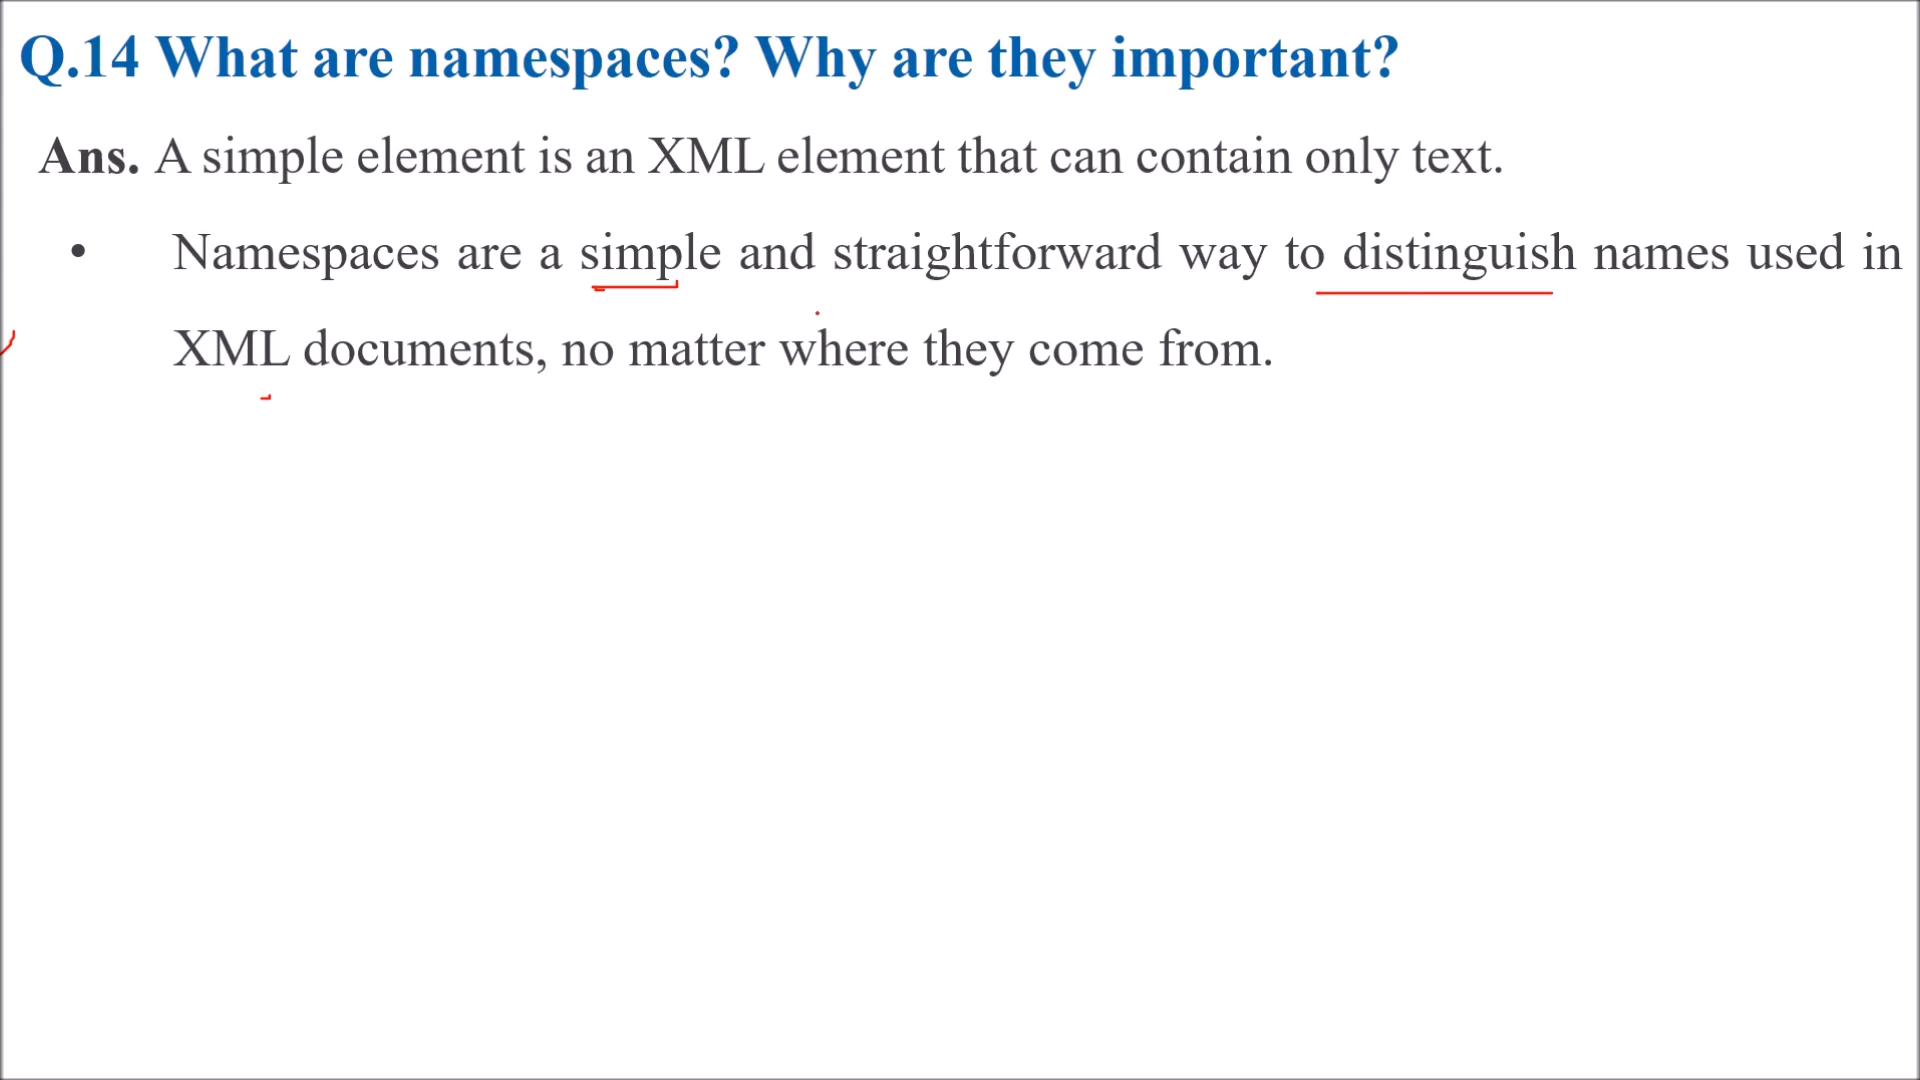 Q.14 What are namespaces? Why are they important?
Ans. A simple element is an XML element that can contain only text.
• Namespaces are a simple and straightforward way to distinguish names used in
XML documents, no matter where they come from.